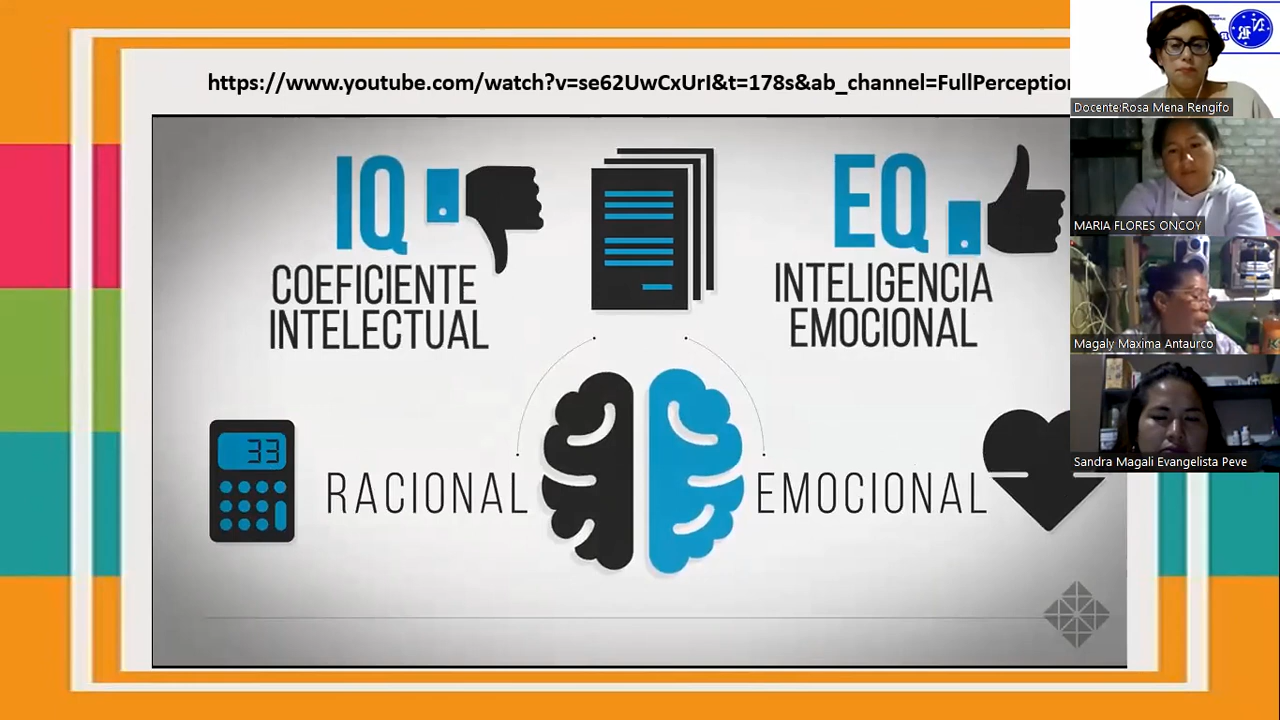 https://www.youtube.com/watch?v=se62UwCxUrI&t=178s&ab_channel=FullPerception
IQ
COEFICIENTE
INTELECTUAL
EQ
INTELIGENCIA
EMOCIONAL
33
RACIONAL
EMOCIONAL
Docente:Rosa Mena Rengifo
MARIA FLORES ONCOY
Magaly Maxima Antaurco
Sandra Magali Evangelista Peve